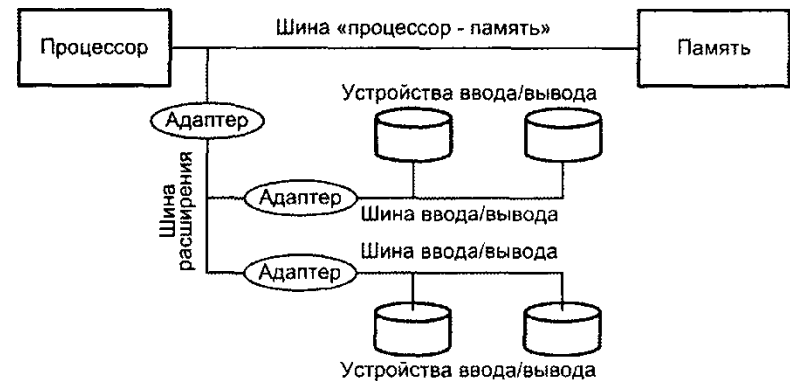 Шина «процессор - память»
Процессор
Память
Устройства ввода/вывода
Адаптер
Шина
расширения
Адаптер
Шина ввода/вывода
Шина ввода/вывода
Адаптер
Устройства ввода/вывода